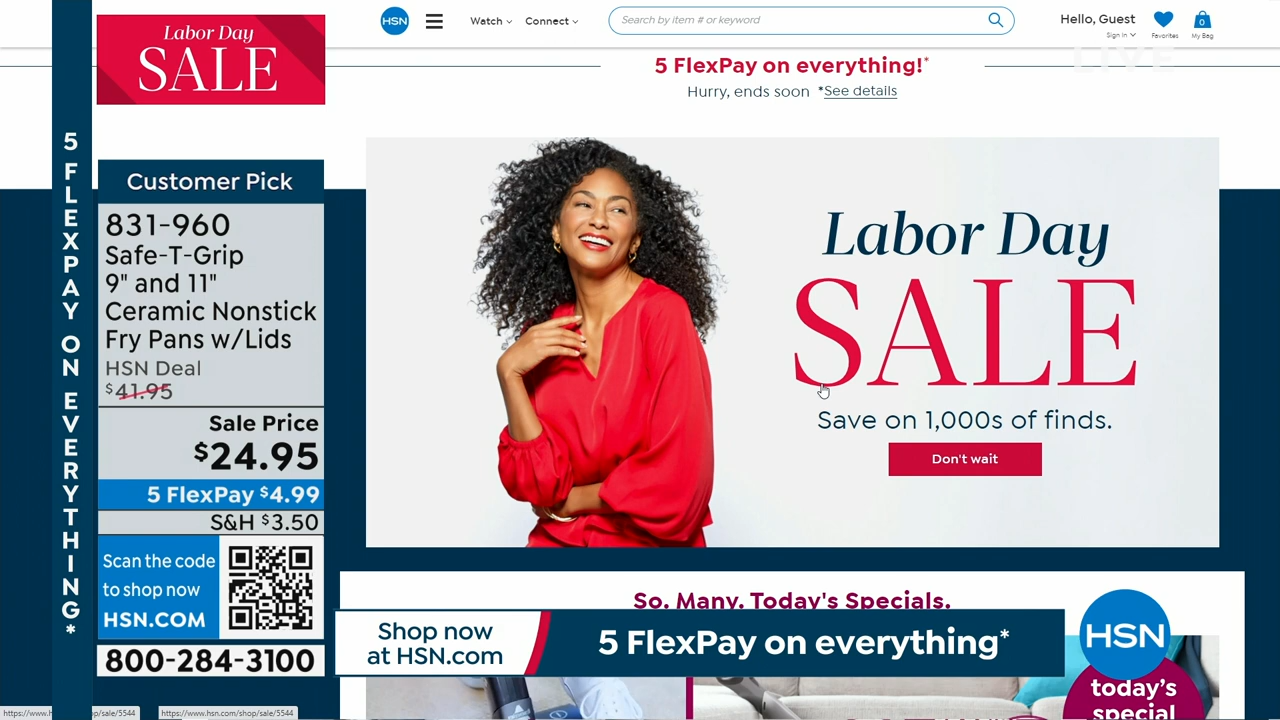 Labor Day
SALE
HSN
Watch
Connect
Search by item # or keyword
Hello, Guest
Sign In
Favorites
0
My Bag
LIVE
5 FlexPay on everything!*
Hurry, ends soon *See details
5 FLEXPAY ON EVERYTHING*
Customer Pick
831-960
Safe-T-Grip
9" and 11"
Ceramic Nonstick
Fry Pans w/Lids
HSN Deal
$41.95
Sale Price
$24.95
5 FlexPay $4.99
S&H $3.50
Scan the code
to shop now
HSN.COM
800-284-3100
Labor Day
SALE
Save on 1,000s of finds.
Don't wait
So. Many. Today's Specials.
Shop now
at HSN.com
5 FlexPay on everything*
HSN
today's
special
https://www.hsn.com/shop/sale/5544